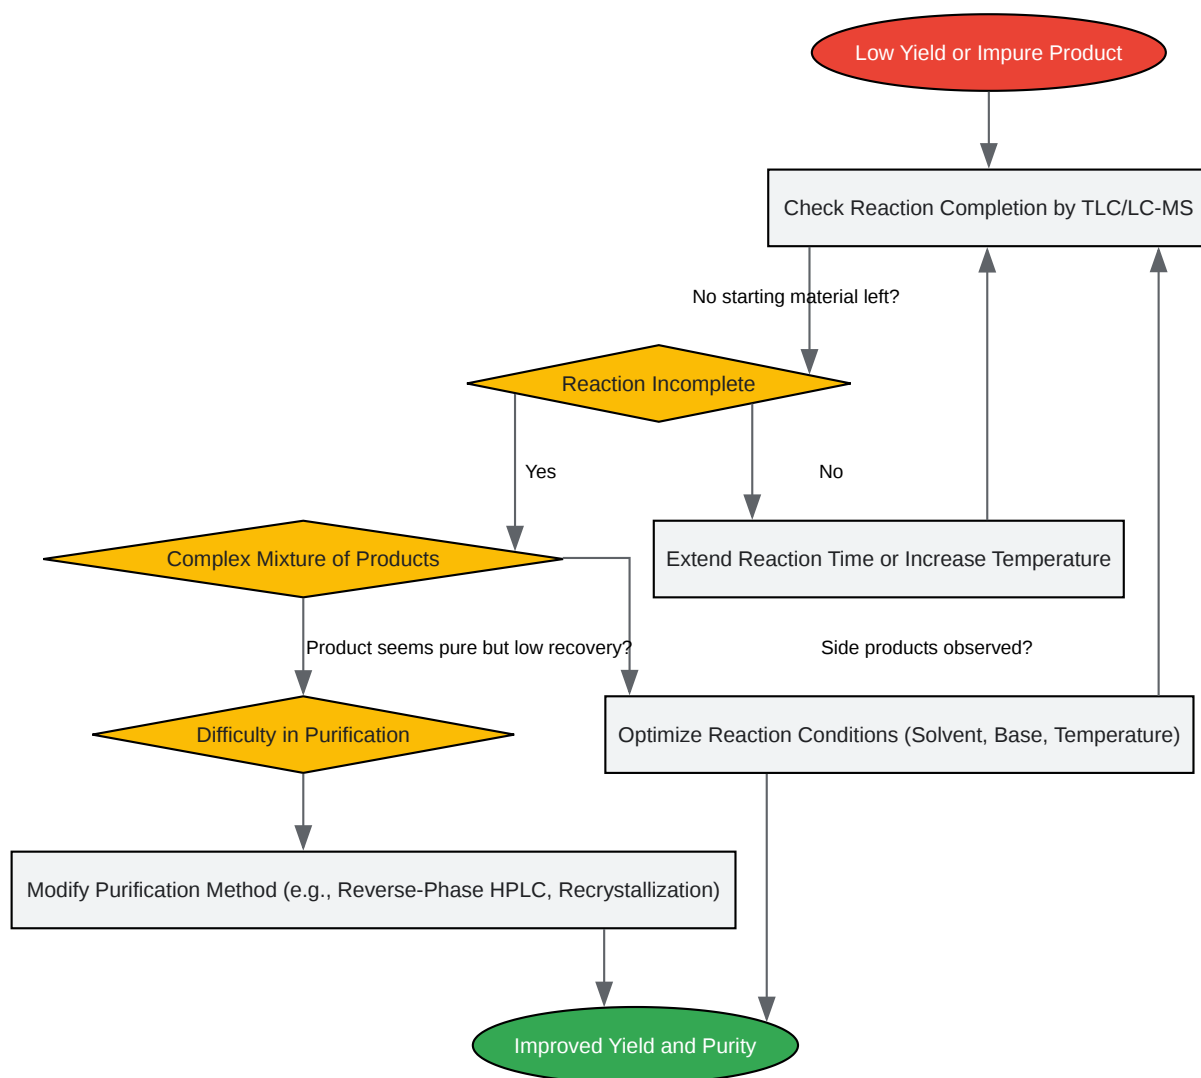 Low Yield or Impure Product
Check Reaction Completion by TLC/LC-MS
No starting material left?
Reaction Incomplete
Yes
No
Complex Mixture of Products
Extend Reaction Time or Increase Temperature
Product seems pure but low recovery?
Side products observed?
Difficulty in Purification
Optimize Reaction Conditions (Solvent, Base, Temperature)
Modify Purification Method (e.g., Reverse-Phase HPLC, Recrystallization)
Improved Yield and Purity